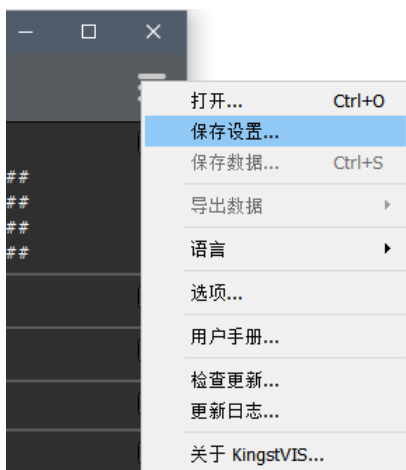 打开... Ctrl+O
保存设置...
保存数据... Ctrl+S
导出数据
语言
选项...
用户手册...
检查更新...
更新日志...
关于 KingstVIS...
##
##
##
##